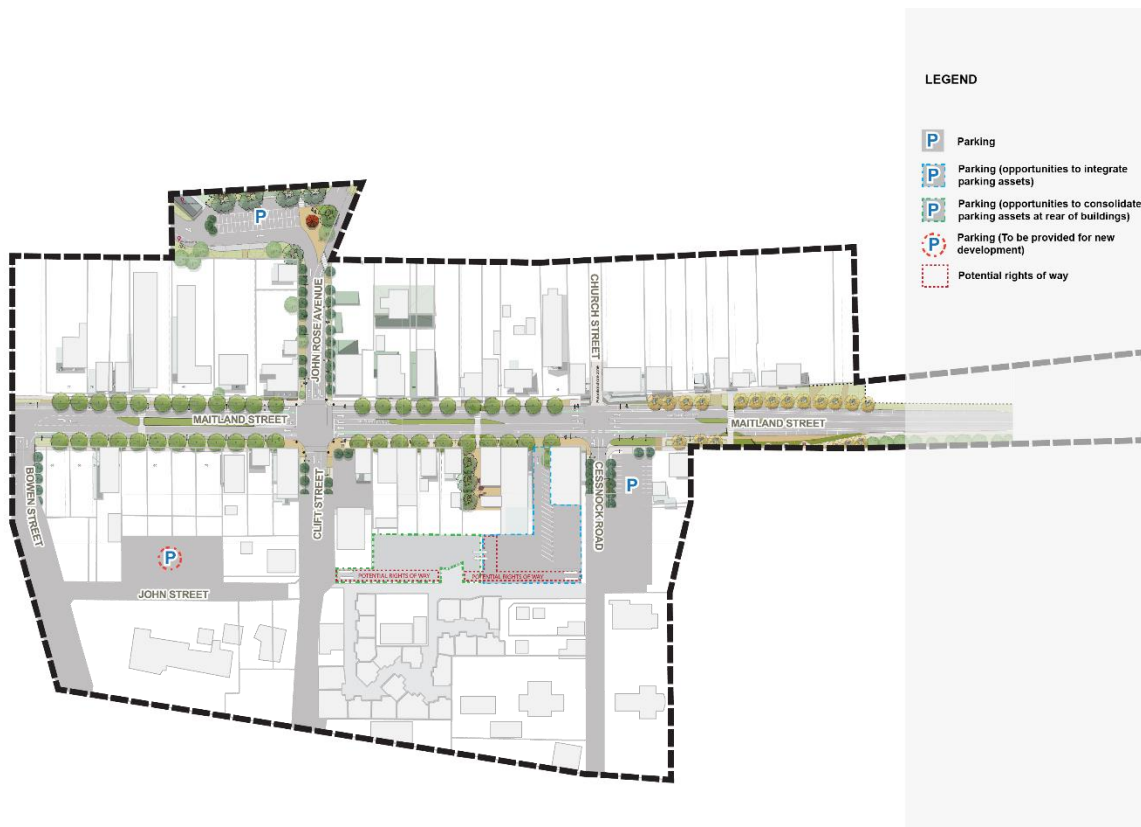 LEGEND
P Parking
P Parking (opportunities to integrate
parking assets)
P Parking (opportunities to consolidate
parking assets at rear of buildings)
P Parking (To be provided for new
development)
Potential rights of way
P
JOHN ROSE AVENUE
CHURCH STREET
MAITLAND STREET
MAITLAND STREET
BOWEN STREET
CLIFT STREET
CESSNOCK ROAD
P
P
POTENTIAL RIGHTS OF WAY
POTENTIAL RIGHTS OF WAY
JOHN STREET